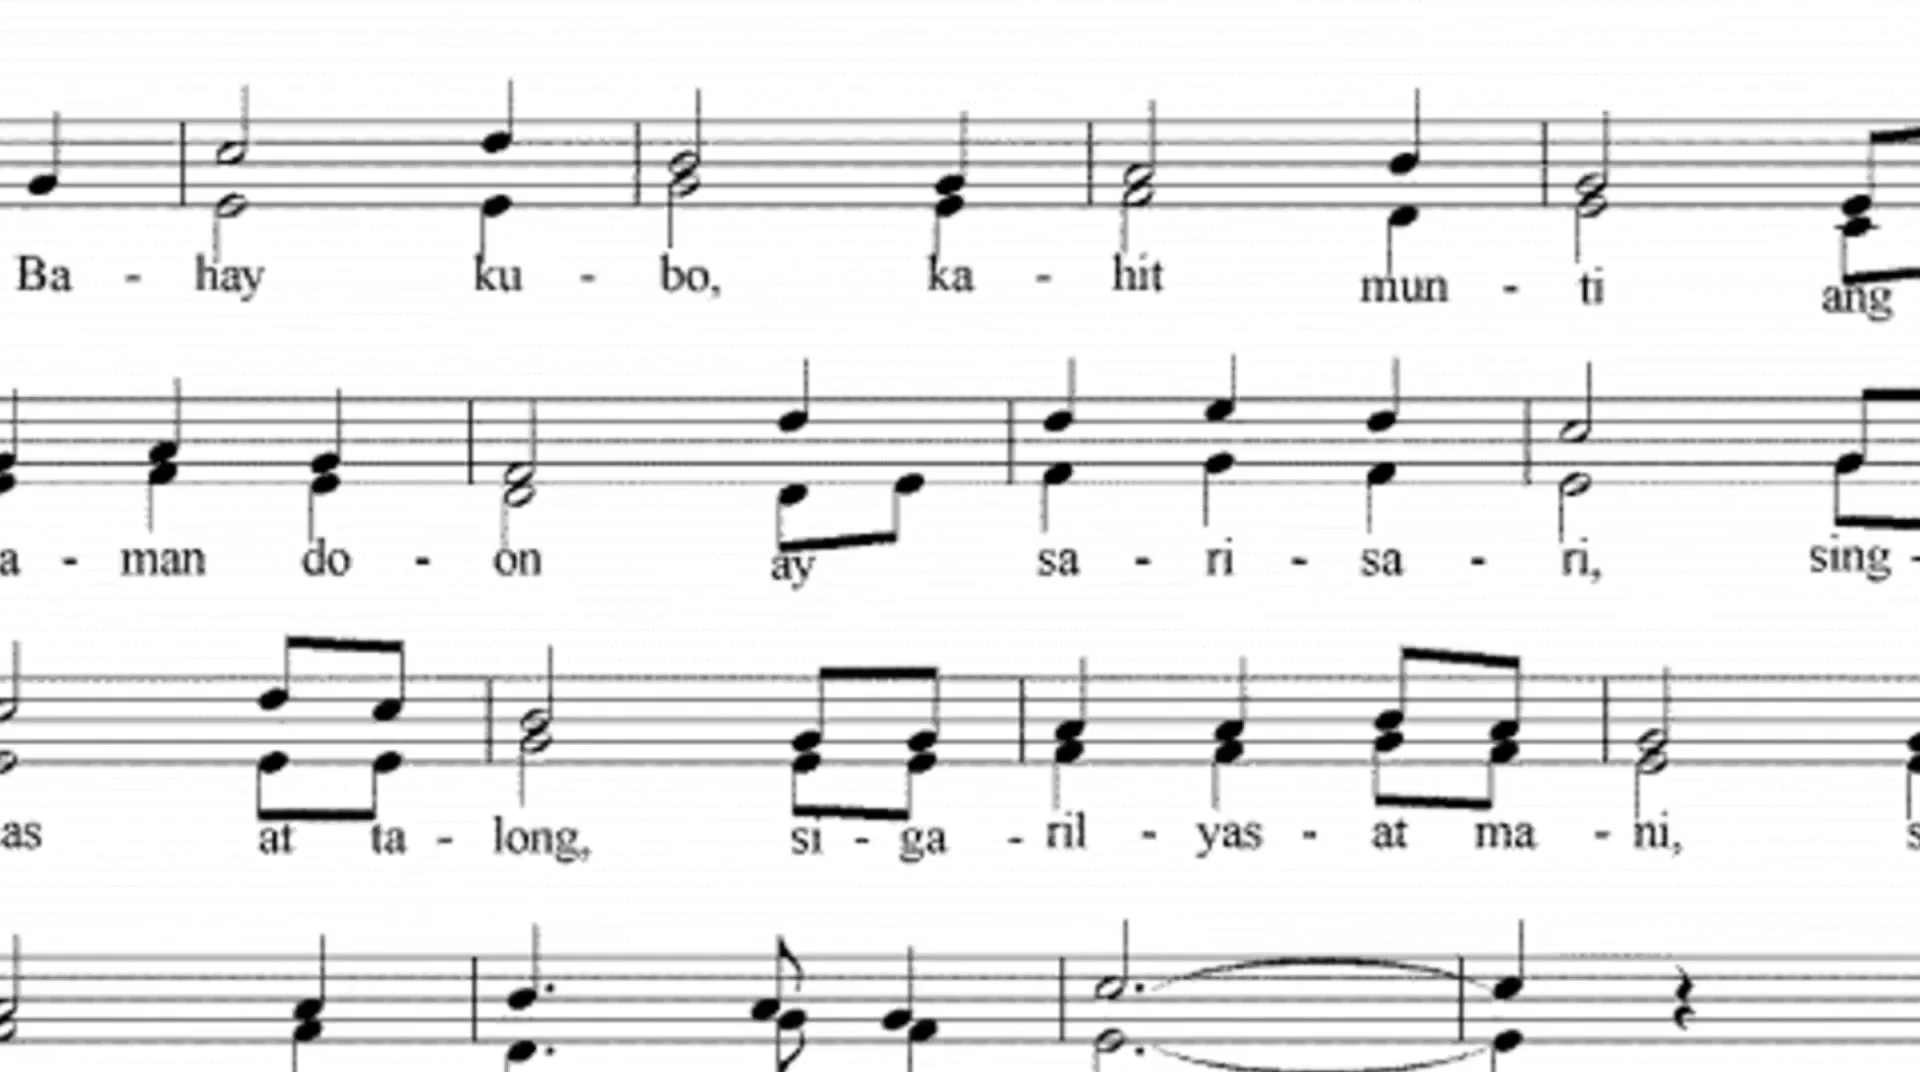 Ba - hay ku - bo, ka - hit mun - ti ang
a - man do - on ay sa - ri - sa - ri, sing -
as at ta - long, si - ga - ril - yas - at ma - ni, s